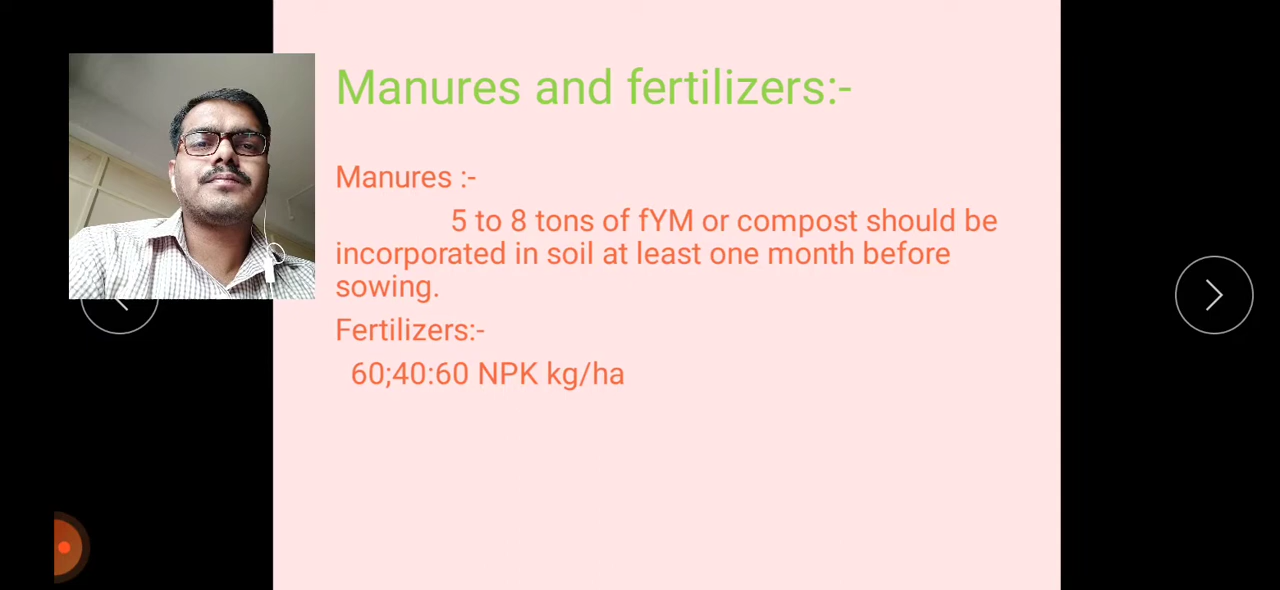 Manures and fertilizers:-
Manures :-
5 to 8 tons of fYM or compost should be
incorporated in soil at least one month before
sowing.
Fertilizers:-
60;40:60 NPK kg/ha